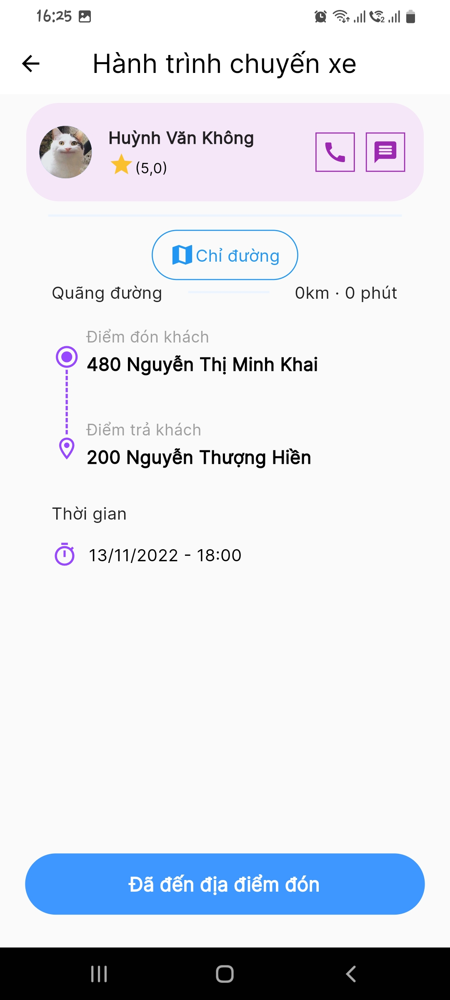 16:25
Hành trình chuyến xe
Huỳnh Văn Không
(5,0)
Chỉ đường
Quãng đường 0km · 0 phút
Điểm đón khách
480 Nguyễn Thị Minh Khai
Điểm trả khách
200 Nguyễn Thượng Hiền
Thời gian
13/11/2022 - 18:00
Đã đến địa điểm đón